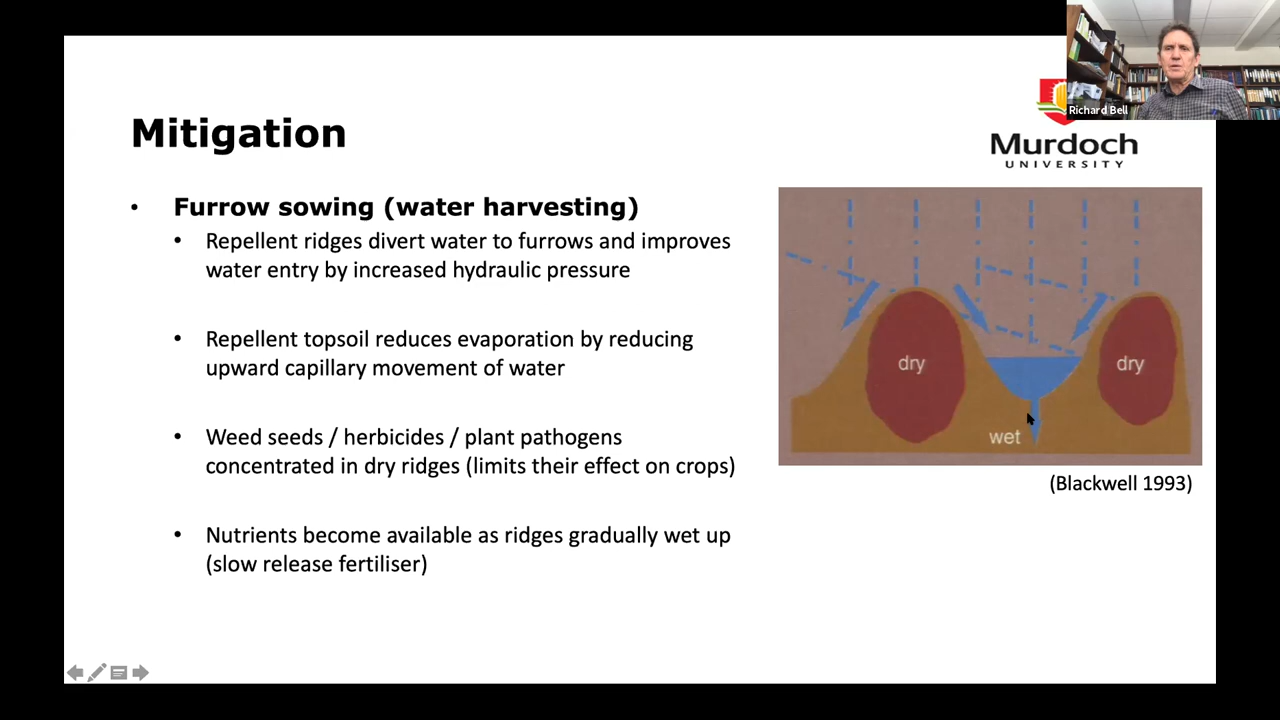 Richard Bell
Mitigation
Murdoch
UNIVERSITY
• Furrow sowing (water harvesting)
• Repellent ridges divert water to furrows and improves
water entry by increased hydraulic pressure
• Repellent topsoil reduces evaporation by reducing
upward capillary movement of water
• Weed seeds / herbicides / plant pathogens
concentrated in dry ridges (limits their effect on crops)
• Nutrients become available as ridges gradually wet up
(slow release fertiliser)
dry
dry
wet
(Blackwell 1993)